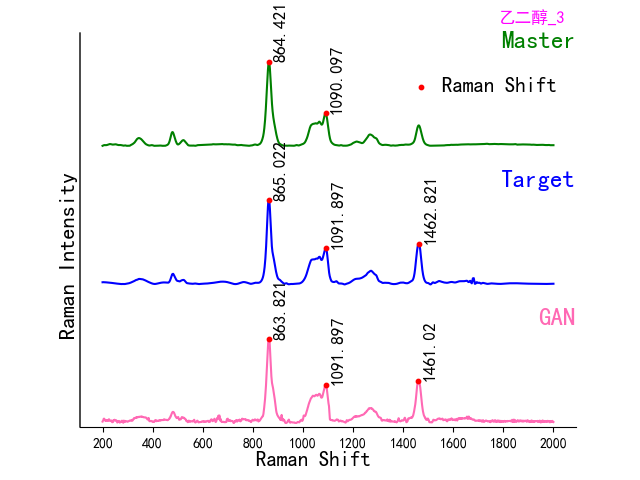 乙二醇_3
Master
864.421
1090.097
Raman Shift
Target
865.022
1091.897
1462.821
GAN
863.821
1091.897
1461.02
Raman Intensity
200 400 600 800 1000 1200 1400 1600 1800 2000
Raman Shift